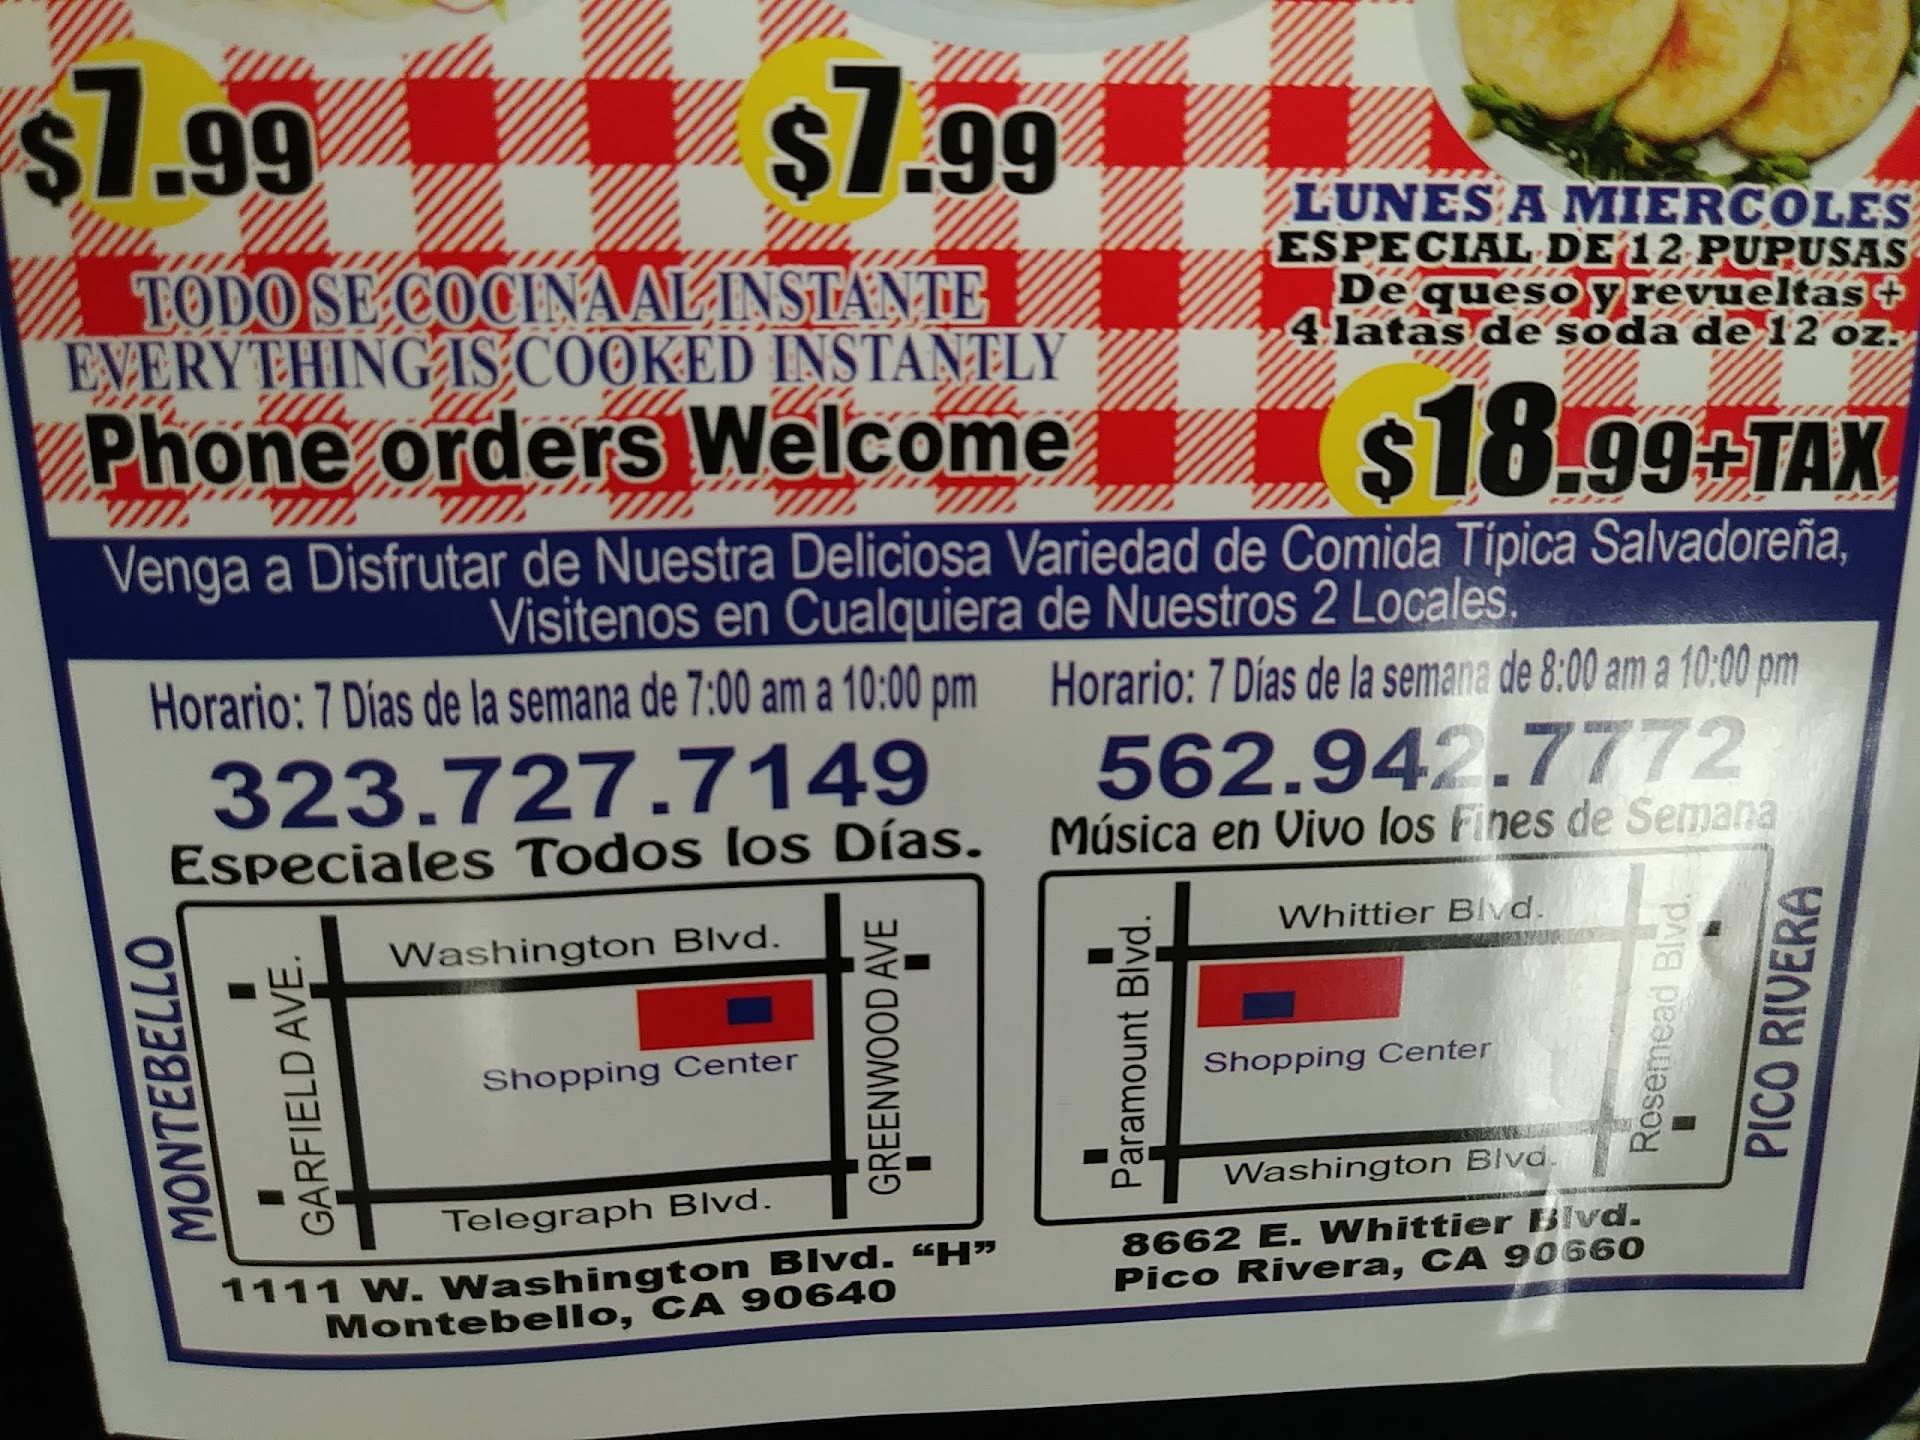 $7.99
$7.99
LUNES A MIERCOLES
ESPECIAL DE 12 PUPUSAS
De queso y revueltas +
4 latas de soda de 12 oz.
$18.99+TAX
TODO SE COCINA AL INSTANTE
EVERYTHING IS COOKED INSTANTLY
Phone orders Welcome
Venga a Disfrutar de Nuestra Deliciosa Variedad de Comida Típica Salvadoreña,
Visitenos en Cualquiera de Nuestros 2 Locales.
Horario: 7 Días de la semana de 7:00 am a 10:00 pm
323.727.7149
Especiales Todos los Días.
MONTEBELLO
GARFIELD AVE.
Washington Blvd.
GREENWOOD AVE
Shopping Center
Telegraph Blvd.
1111 W. Washington Blvd. “H”
Montebello, CA 90640
Horario: 7 Días de la semana de 8:00 am a 10:00 pm
562.942.7772
Música en Vivo los Fines de Semana
Paramount Blvd.
Whittier Blvd.
Rosemead Blvd.
PICO RIVERA
Shopping Center
Washington Blvd.
8662 E. Whittier Blvd.
Pico Rivera, CA 90660